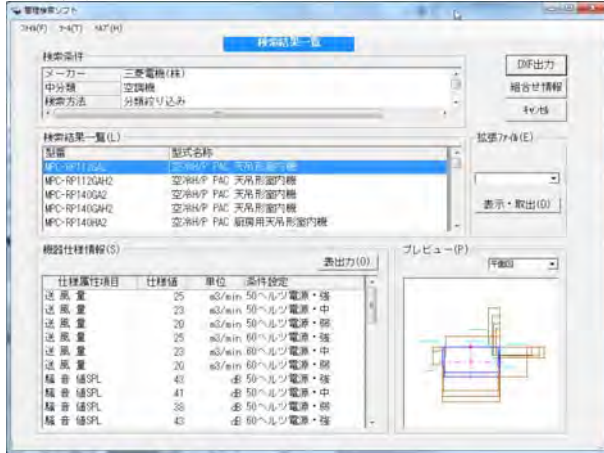 管理検索ソフト
ﾌｧｲﾙ(F) ﾂｰﾙ(T) ﾍﾙﾌﾟ(H)
検索結果一覧
検索条件
メーカー 三菱電機(株)
中分類 空調機
検索方法 分類絞り込み
DXF出力
組合せ情報
ｷｬﾝｾﾙ
検索結果一覧(L)
型番 型式名称
MPC-RP112GA2 空冷H/P PAC 天吊形室内機
MPC-RP112GAH2 空冷H/P PAC 天吊形室内機
MPC-RP140GA2 空冷H/P PAC 天吊形室内機
MPC-RP140GAH2 空冷H/P PAC 天吊形室内機
MPC-RP140KA2 空冷H/P PAC 厨房用天吊形室内機
拡張ﾌｧｲﾙ(E)
表示・取出(O)
機器仕様情報(S)
表出力(O)
仕様属性項目 仕様値 単位 条件設定
送 風 量 25 m3/min 50ヘルツ電源・強
送 風 量 23 m3/min 50ヘルツ電源・中
送 風 量 20 m3/min 50ヘルツ電源・弱
送 風 量 25 m3/min 60ヘルツ電源・強
送 風 量 23 m3/min 60ヘルツ電源・中
送 風 量 20 m3/min 60ヘルツ電源・弱
騒 音 値SPL 43 dB 50ヘルツ電源・強
騒 音 値SPL 41 dB 50ヘルツ電源・中
騒 音 値SPL 38 dB 50ヘルツ電源・弱
騒 音 値SPL 43 dB 60ヘルツ電源・強
プレビュー(P)
平面図